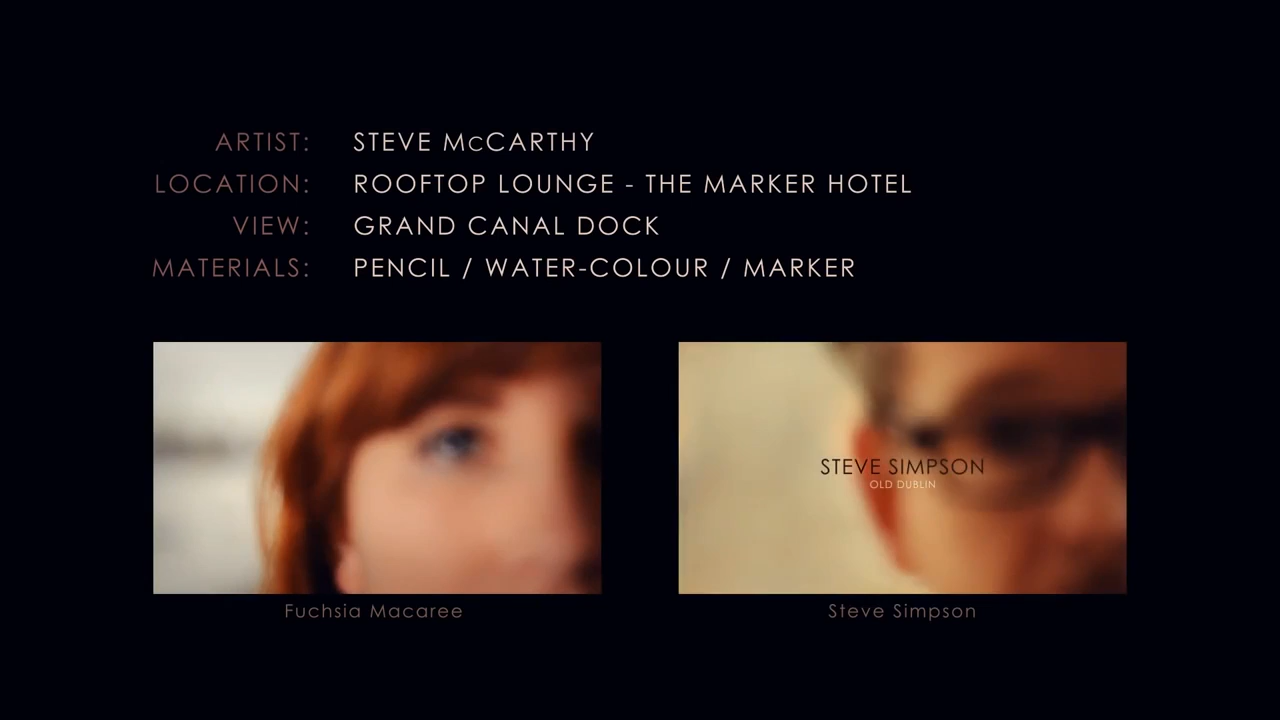 ARTIST: STEVE McCARTHY
LOCATION: ROOFTOP LOUNGE - THE MARKER HOTEL
VIEW: GRAND CANAL DOCK
MATERIALS: PENCIL / WATER-COLOUR / MARKER
STEVE SIMPSON
OLD DUBLIN
Fuchsia Macaree
Steve Simpson